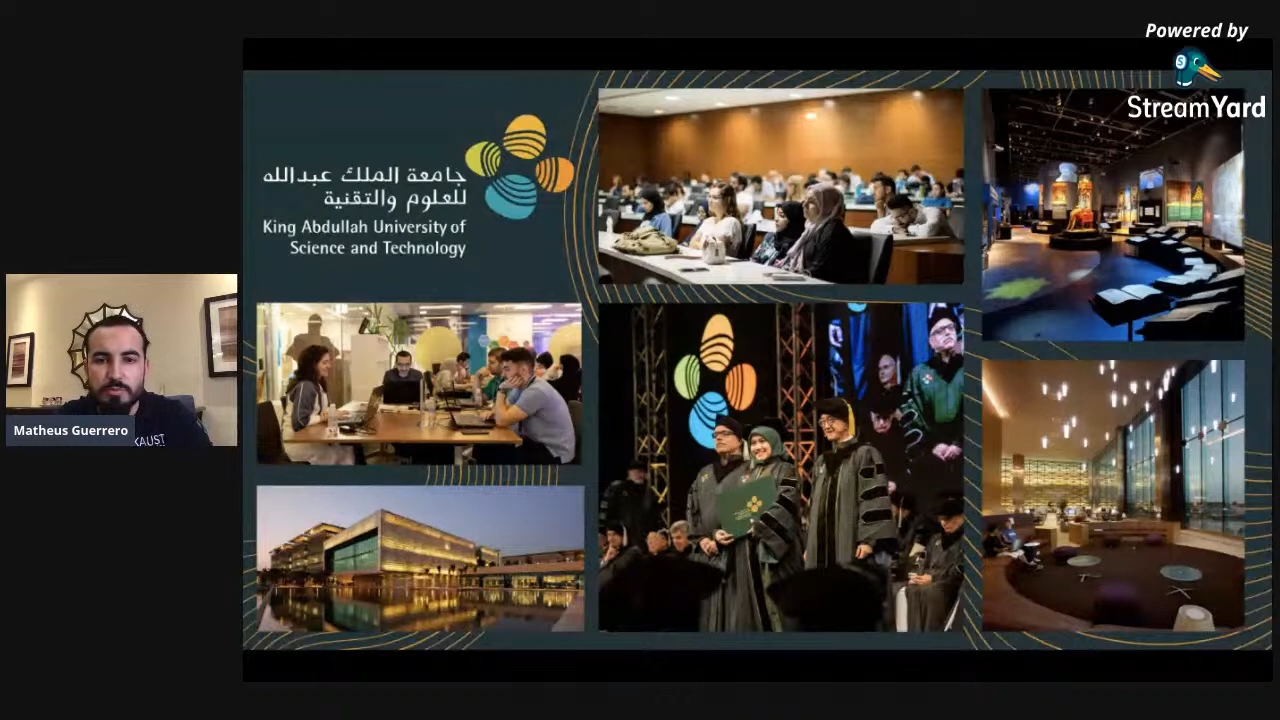 Powered by
StreamYard
جامعة الملك عبدالله
للعلوم والتقنية
King Abdullah University of
Science and Technology
Matheus Guerrero
KAUST